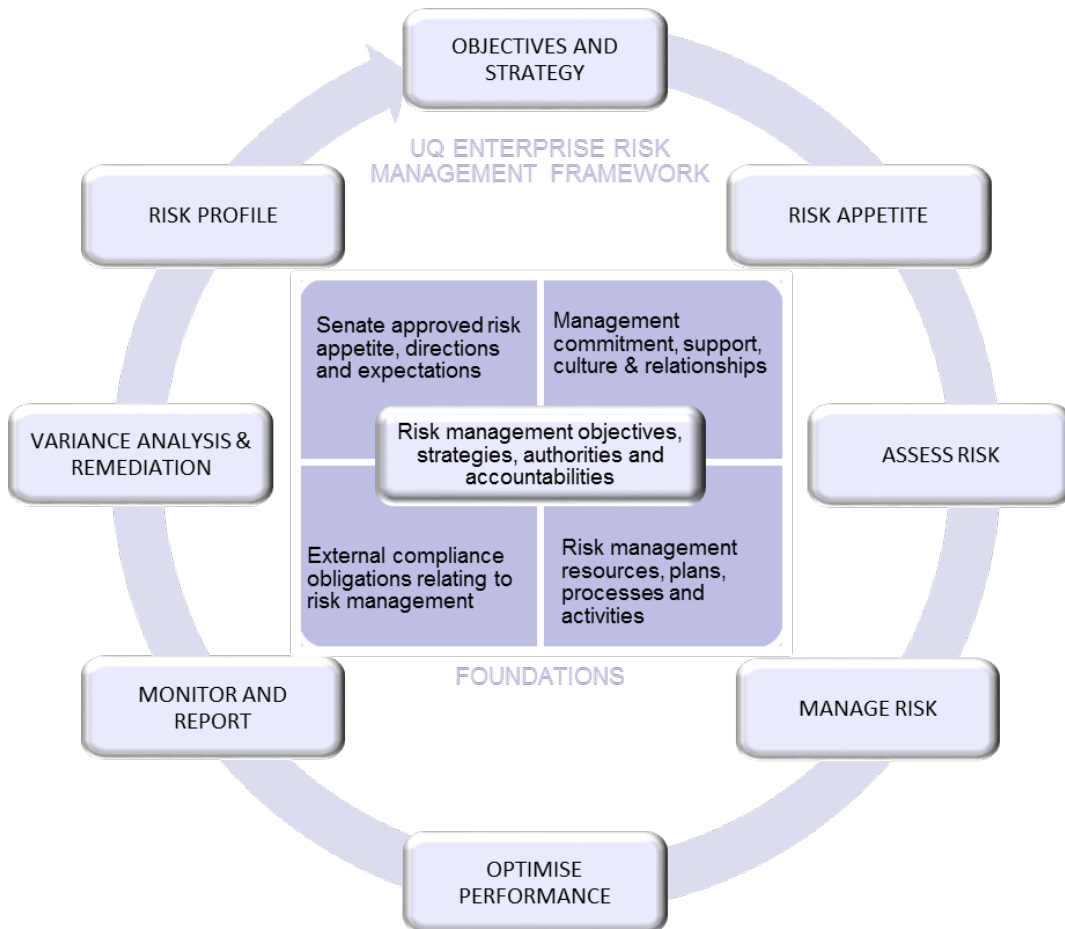 OBJECTIVES AND
STRATEGY
UQ ENTERPRISE RISK
MANAGEMENT FRAMEWORK
RISK PROFILE
RISK APPETITE
Senate approved risk
appetite, directions
and expectations
Management
commitment, support,
culture & relationships
VARIANCE ANALYSIS &
REMEDIATION
Risk management objectives,
strategies, authorities and
accountabilities
ASSESS RISK
External compliance
obligations relating to
risk management
Risk management
resources, plans,
processes and
activities
FOUNDATIONS
MONITOR AND
REPORT
MANAGE RISK
OPTIMISE
PERFORMANCE